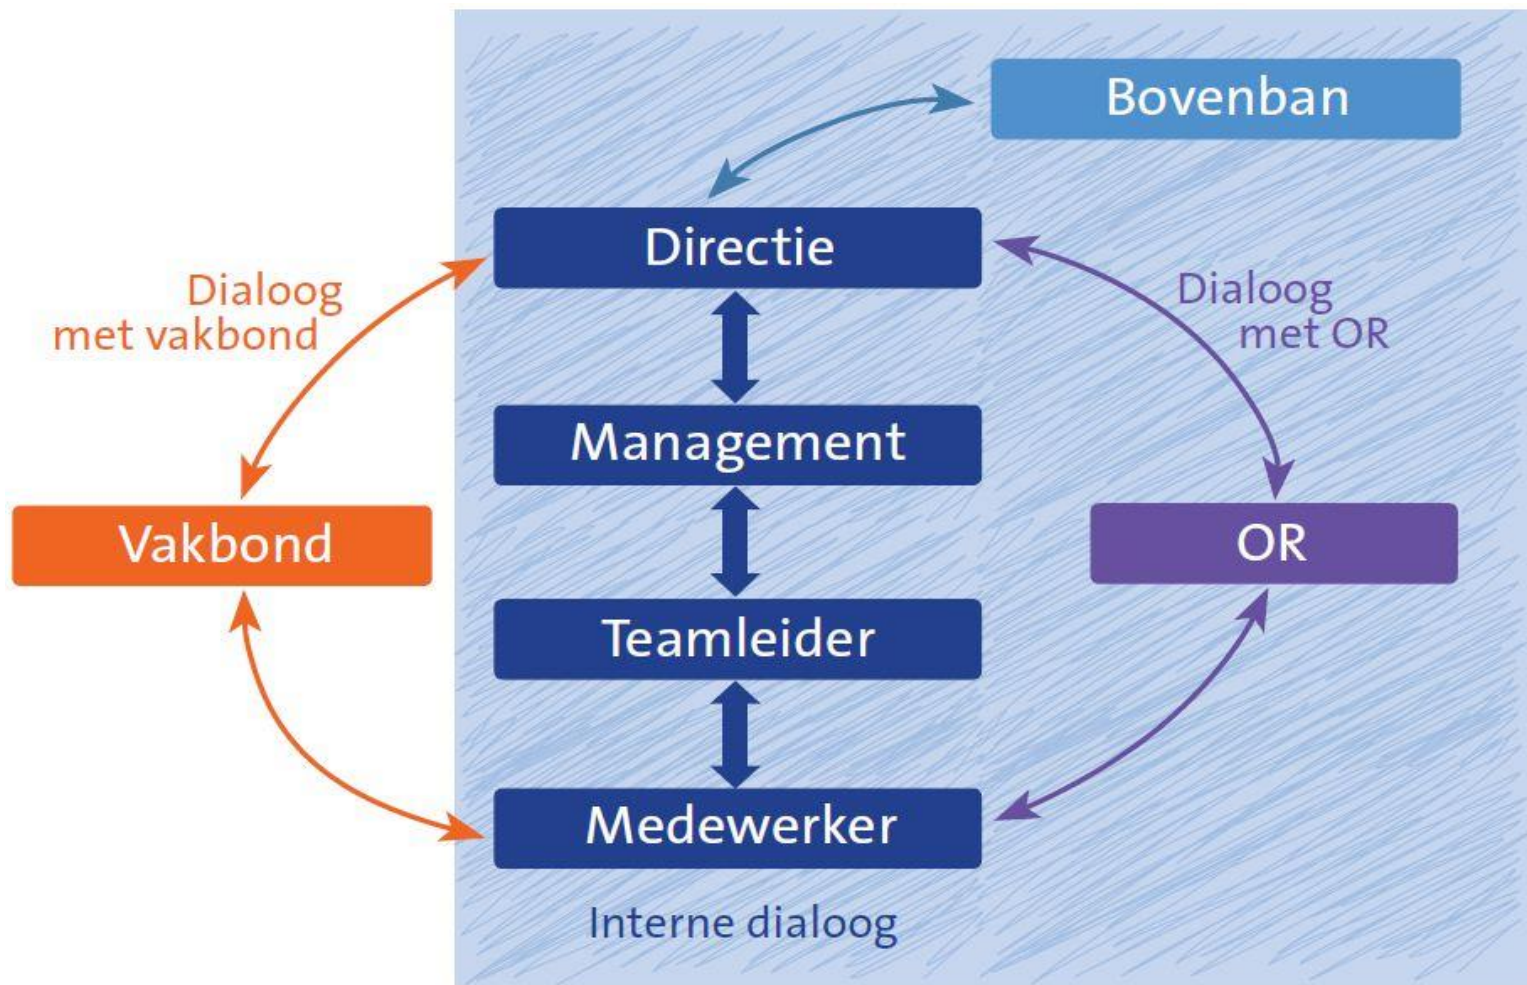 Bovenban
Directie
Dialoog
met vakbond
Dialoog
met OR
Management
Vakbond
OR
Teamleider
Medewerker
Interne dialoog